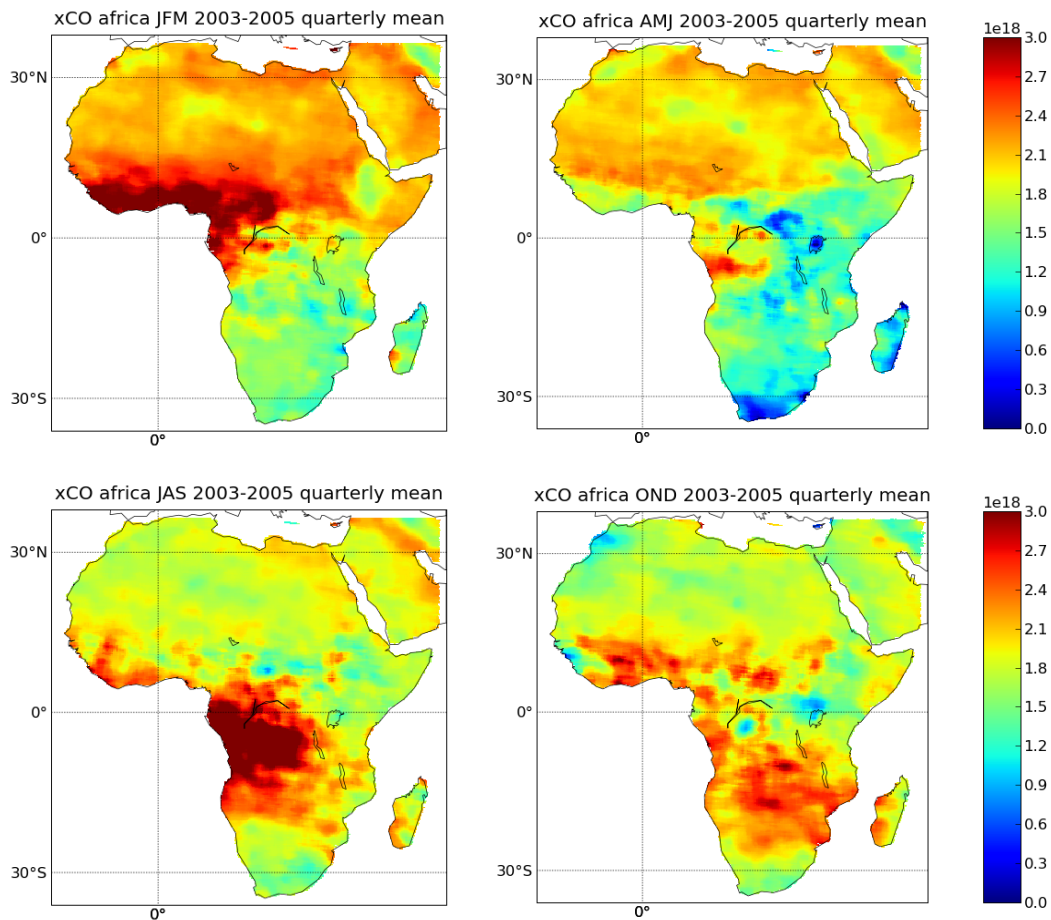 xCO africa JFM 2003-2005 quarterly mean
30°N
0°
30°S
0°
xCO africa AMJ 2003-2005 quarterly mean
30°N
0°
30°S
0°
1e18
3.0
2.7
2.4
2.1
1.8
1.5
1.2
0.9
0.6
0.3
0.0
xCO africa JAS 2003-2005 quarterly mean
30°N
0°
30°S
0°
xCO africa OND 2003-2005 quarterly mean
30°N
0°
30°S
0°
1e18
3.0
2.7
2.4
2.1
1.8
1.5
1.2
0.9
0.6
0.3
0.0